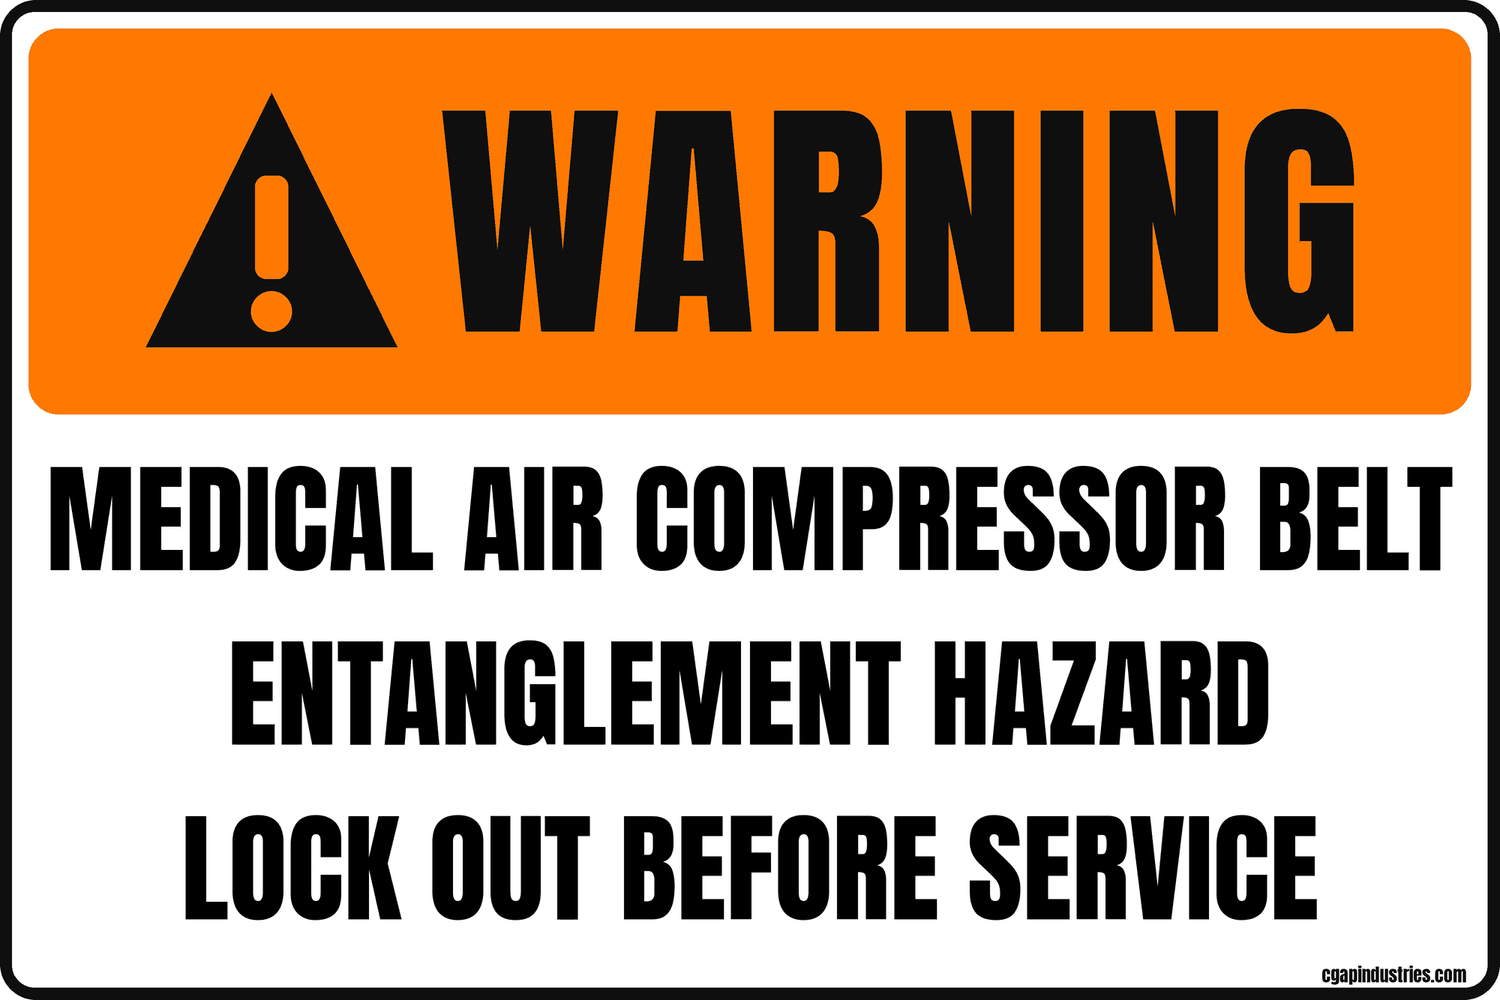 WARNING
MEDICAL AIR COMPRESSOR BELT
ENTANGLEMENT HAZARD
LOCK OUT BEFORE SERVICE
cgapindustries.com